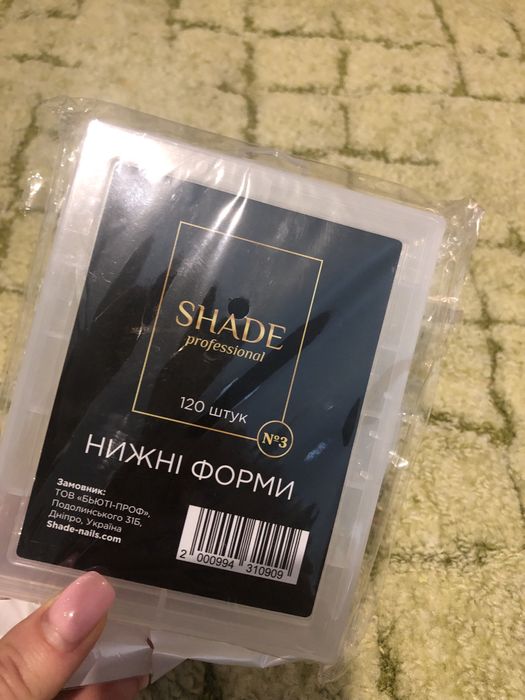 SHADE
professional
120 штук
№3
НИЖНІ ФОРМИ
Замовник:
ТОВ «Б'ЬЮТІ-ПРОФ»,
Подолинського 31Б,
Дніпро, Україна
Shade-nails.com
2 000994 310909